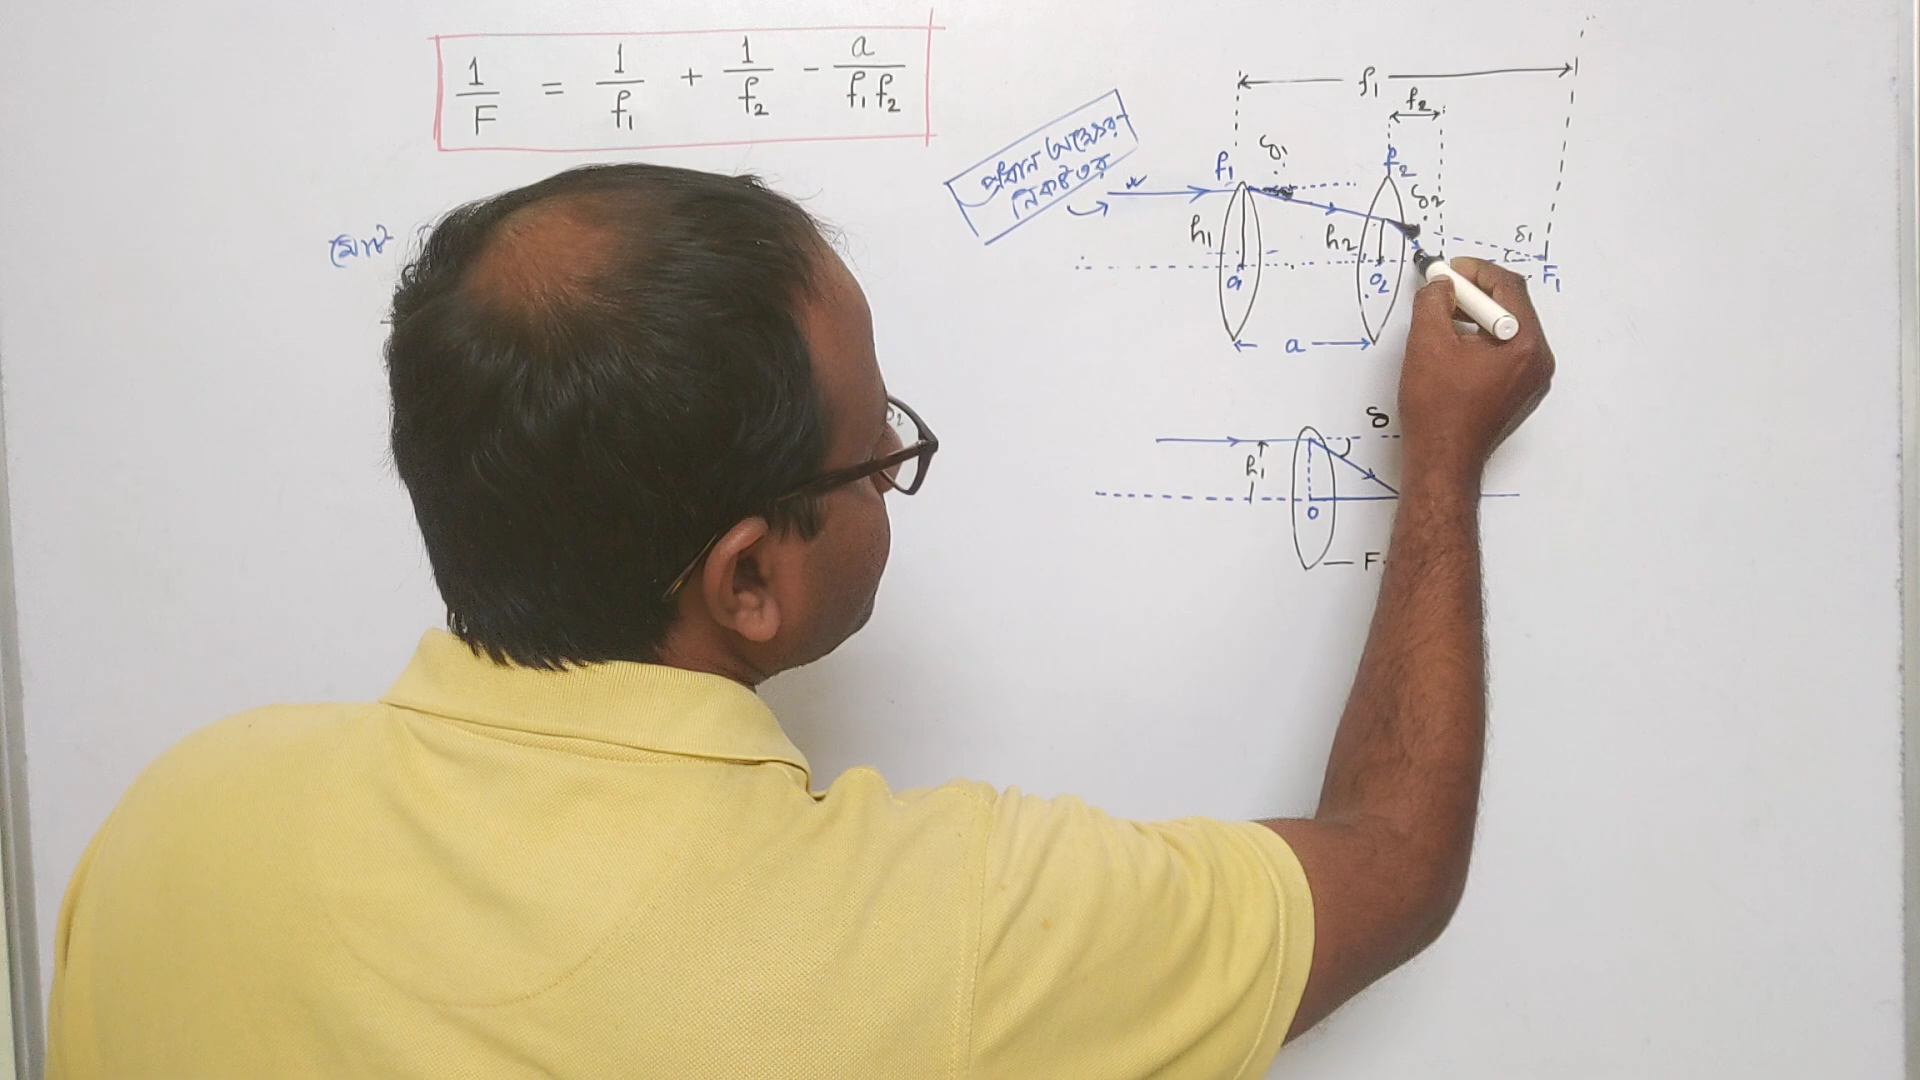 1/F = 1/f₁ + 1/f₂ - a/f₁f₂
প্রধান অক্ষের
নিকটতর
মোট
f₁
f₂
f₁ δ₁ f₂ δ₂
h₁ h₂ δ₁
O₁ O₂ F₁
a
δ
h₁
O
F